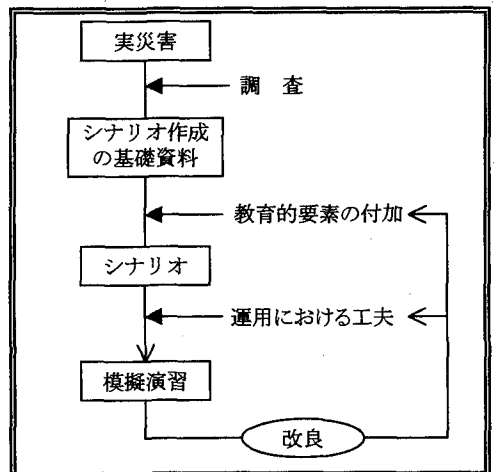 実災害
調　査
シナリオ作成
の基礎資料
教育的要素の付加
シナリオ
運用における工夫
模擬演習
改良